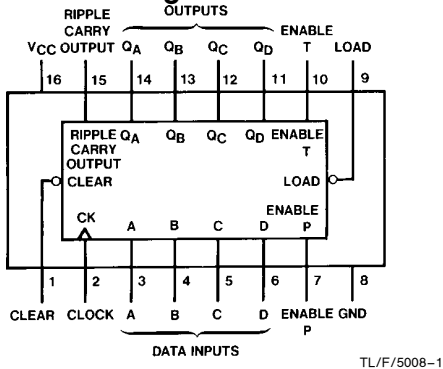 RIPPLE OUTPUTS
CARRY ENABLE
VCC OUTPUT QA QB QC QD T LOAD
16 15 14 13 12 11 10 9
RIPPLE QA QB QC QD ENABLE
CARRY T
OUTPUT
CLEAR LOAD
CK ENABLE
A B C D P
1 2 3 4 5 6 7 8
CLEAR CLOCK A B C D ENABLE GND
P
DATA INPUTS
TL/F/5008–1